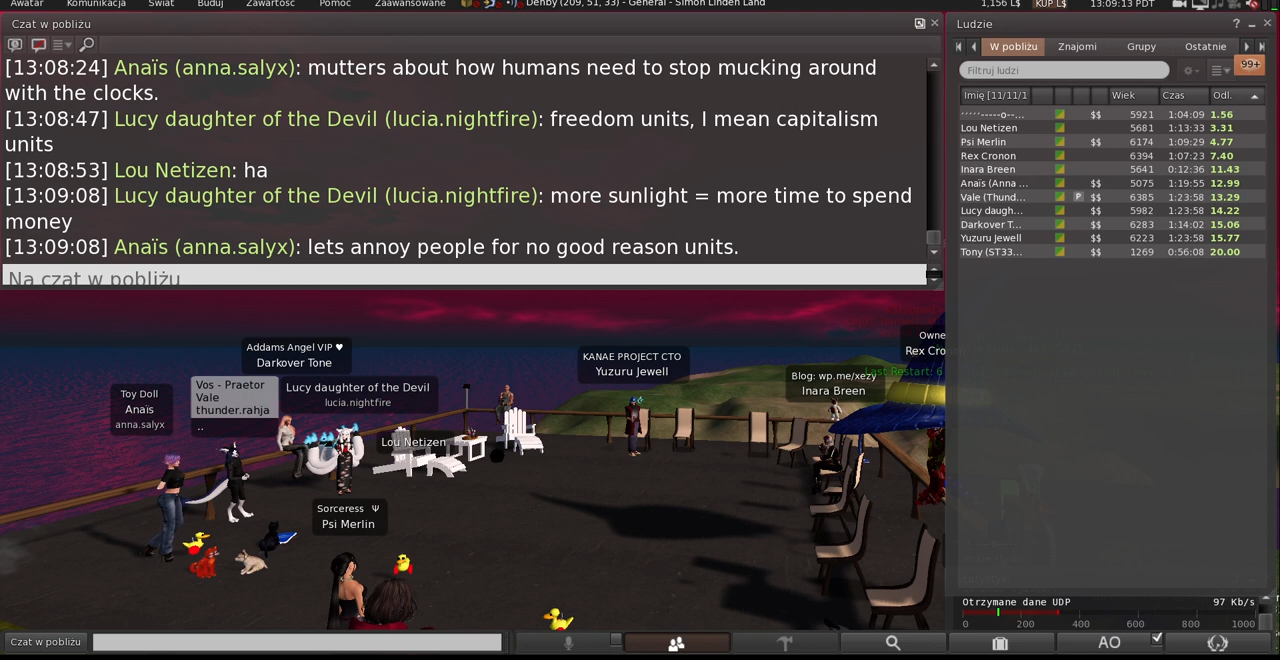 Awatar Komunikacja Świat Buduj Zawartość Pomoc Zaawansowane Denby (209, 51, 33) - General - Simon Linden Land 1,156 L$ KUP L$ 13:09:13 PDT
Czat w pobliżu
[13:08:24] Anaïs (anna.salyx): mutters about how humans need to stop mucking around
with the clocks.
[13:08:47] Lucy daughter of the Devil (lucia.nightfire): freedom units, I mean capitalism
units
[13:08:53] Lou Netizen: ha
[13:09:08] Lucy daughter of the Devil (lucia.nightfire): more sunlight = more time to spend
money
[13:09:08] Anaïs (anna.salyx): lets annoy people for no good reason units.
Na czat w pobliżu
Ludzie
W pobliżu Znajomi Grupy Ostatnie
Filtruj ludzi
99+
Imię [11/11/1 Wiek Czas Odl.
$$ 5921 1:04:09 1.56
Lou Netizen 5681 1:13:33 3.31
Psi Merlin $$ 6174 1:09:29 4.77
Rex Cronon 6394 1:07:23 7.40
Inara Breen 5641 0:12:36 11.43
Anaïs (Anna ... $$ 5075 1:19:55 12.99
Vale (Thund... P $$ 6385 1:23:58 13.29
Lucy daugh... $$ 5982 1:23:58 14.22
Darkover T... $$ 6283 1:14:02 15.06
Yuzuru Jewell $$ 6223 1:23:58 15.77
Tony (ST33... $$ 1269 0:56:08 20.00
Addams Angel VIP ♥
Darkover Tone
Toy Doll
Anaïs
anna.salyx
Vos - Praetor
Vale
thunder.rahja
..
Lucy daughter of the Devil
lucia.nightfire
Lou Netizen
KANAE PROJECT CTO
Yuzuru Jewell
Owne
Rex Cro
Last Restart: 6
Blog: wp.me/xezy
Inara Breen
Sorceress Ψ
Psi Merlin
Otrzymane dane UDP 97 Kb/s
0 200 400 600 800 1000
Czat w pobliżu
AO